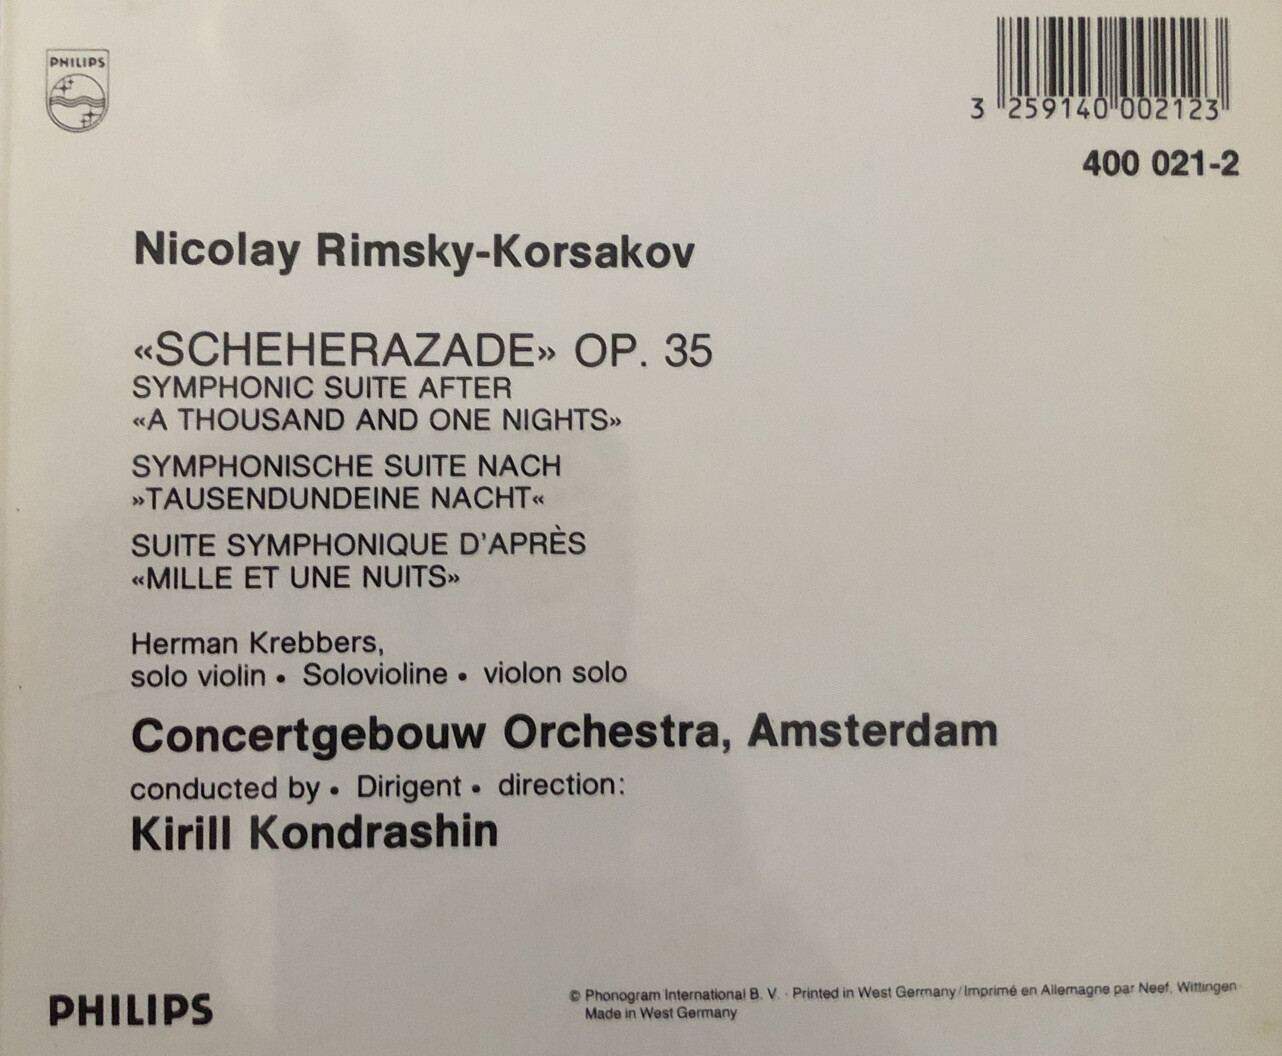 PHILIPS
3 259140 002123
400 021-2
Nicolay Rimsky-Korsakov
«SCHEHERAZADE» OP. 35
SYMPHONIC SUITE AFTER
«A THOUSAND AND ONE NIGHTS»
SYMPHONISCHE SUITE NACH
»TAUSENDUNDEINE NACHT«
SUITE SYMPHONIQUE D'APRÈS
«MILLE ET UNE NUITS»
Herman Krebbers,
solo violin • Solovioline • violon solo
Concertgebouw Orchestra, Amsterdam
conducted by • Dirigent • direction:
Kirill Kondrashin
PHILIPS
© Phonogram International B. V. · Printed in West Germany/Imprimé en Allemagne par Neef, Wittingen
Made in West Germany